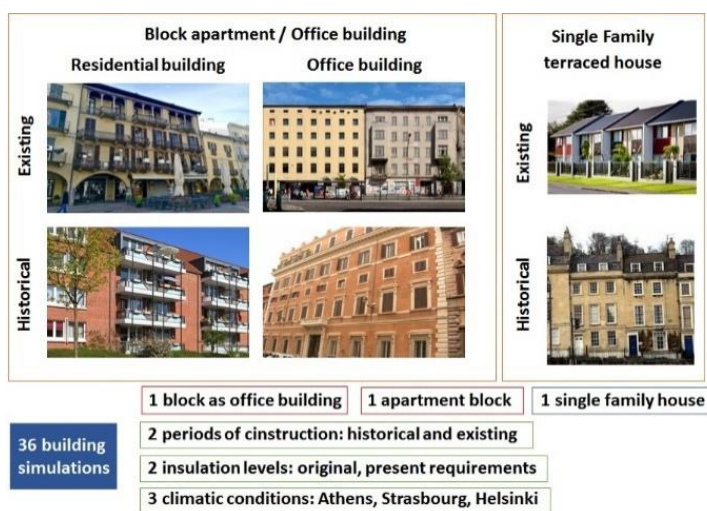 Block apartment / Office building
Residential building
Office building
Existing
Historical
Single Family
terraced house
Existing
Historical
1 block as office building
1 apartment block
1 single family house
36 building
simulations
2 periods of cinstruction: historical and existing
2 insulation levels: original, present requirements
3 climatic conditions: Athens, Strasbourg, Helsinki